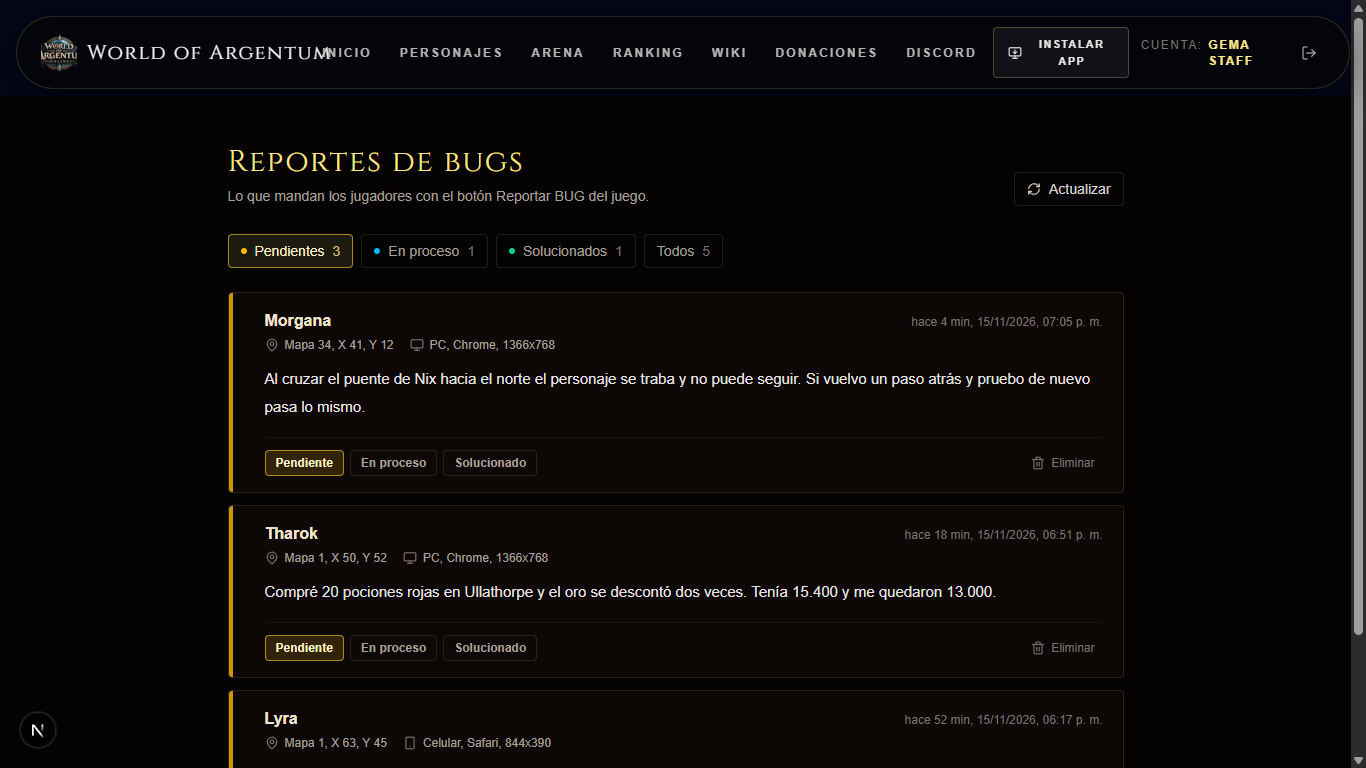 WORLD OF ARGENTUM ONLINE
World of Argentum
INICIO
PERSONAJES
ARENA
RANKING
WIKI
DONACIONES
DISCORD
INSTALAR
APP
CUENTA: GEMA
STAFF
Reportes de bugs
Lo que mandan los jugadores con el botón Reportar BUG del juego.
Actualizar
Pendientes 3
En proceso 1
Solucionados 1
Todos 5
Morgana
hace 4 min, 15/11/2026, 07:05 p. m.
Mapa 34, X 41, Y 12
PC, Chrome, 1366x768
Al cruzar el puente de Nix hacia el norte el personaje se traba y no puede seguir. Si vuelvo un paso atrás y pruebo de nuevo
pasa lo mismo.
Pendiente
En proceso
Solucionado
Eliminar
Tharok
hace 18 min, 15/11/2026, 06:51 p. m.
Mapa 1, X 50, Y 52
PC, Chrome, 1366x768
Compré 20 pociones rojas en Ullathorpe y el oro se descontó dos veces. Tenía 15.400 y me quedaron 13.000.
Pendiente
En proceso
Solucionado
Eliminar
Lyra
hace 52 min, 15/11/2026, 06:17 p. m.
Mapa 1, X 63, Y 45
Celular, Safari, 844x390
N